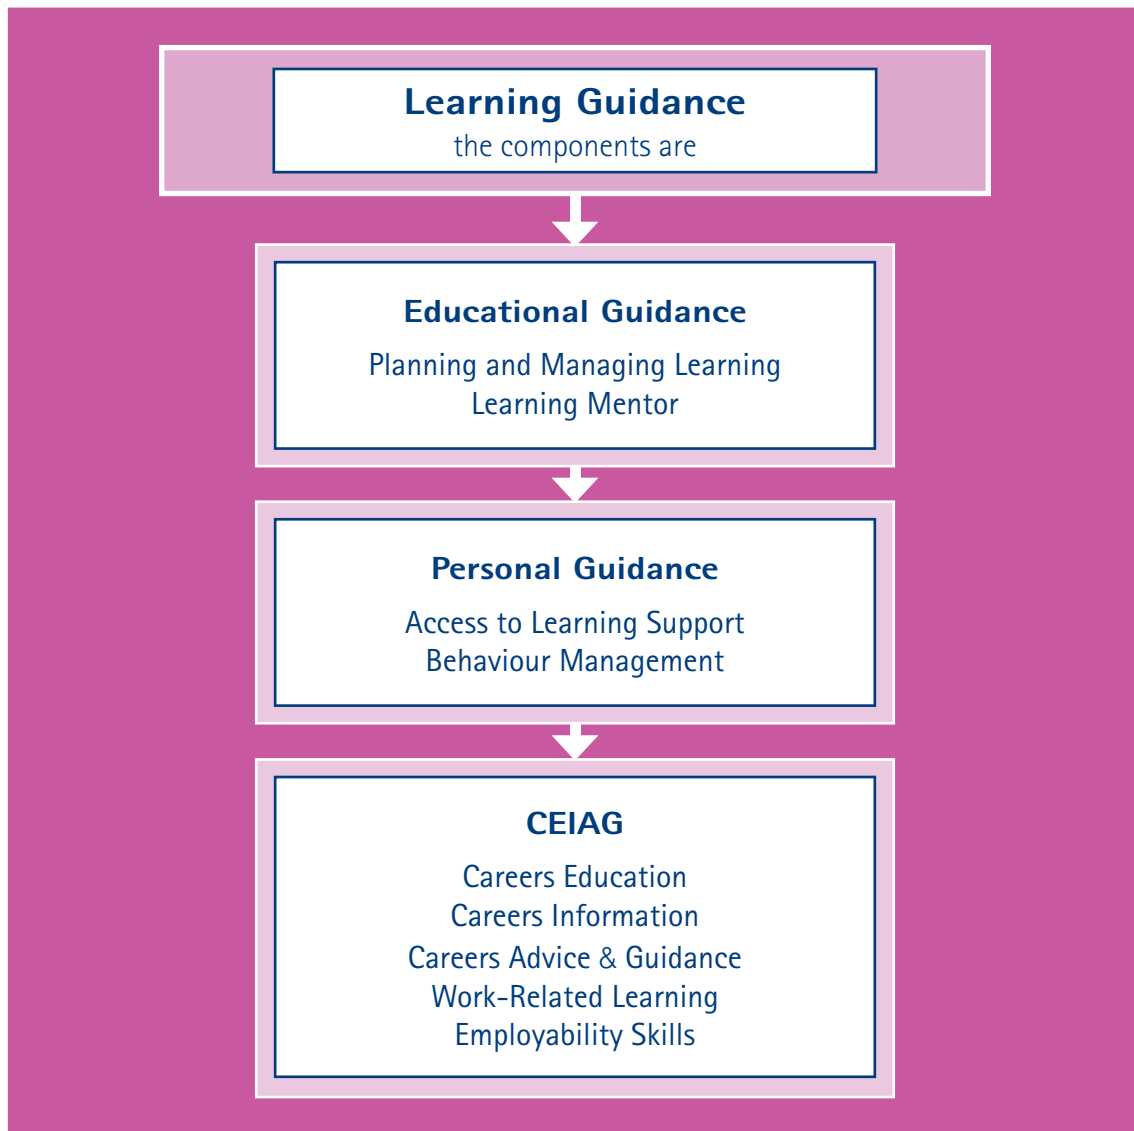 Learning Guidance
the components are
Educational Guidance
Planning and Managing Learning
Learning Mentor
Personal Guidance
Access to Learning Support
Behaviour Management
CEIAG
Careers Education
Careers Information
Careers Advice & Guidance
Work-Related Learning
Employability Skills